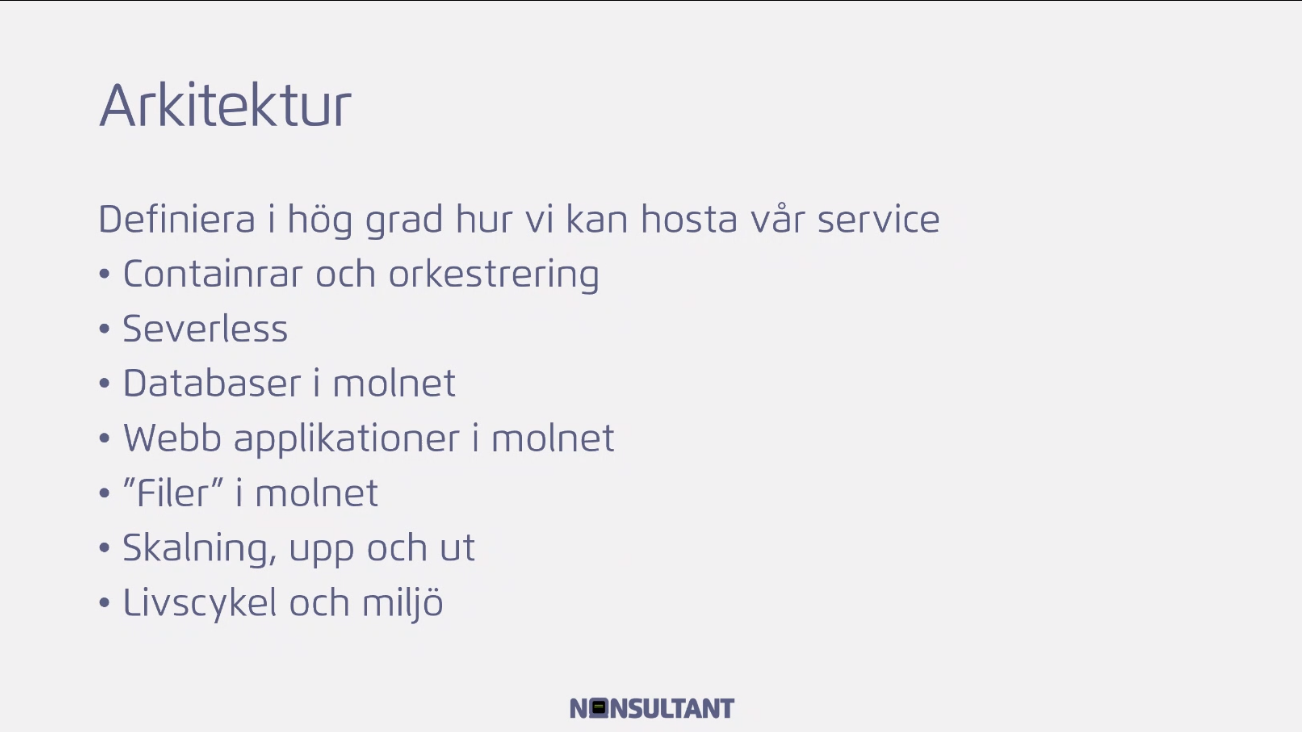 Arkitektur
Definiera i hög grad hur vi kan hosta vår service
• Containrar och orkestrering
• Severless
• Databaser i molnet
• Webb applikationer i molnet
• ”Filer” i molnet
• Skalning, upp och ut
• Livscykel och miljö
NONSULTANT